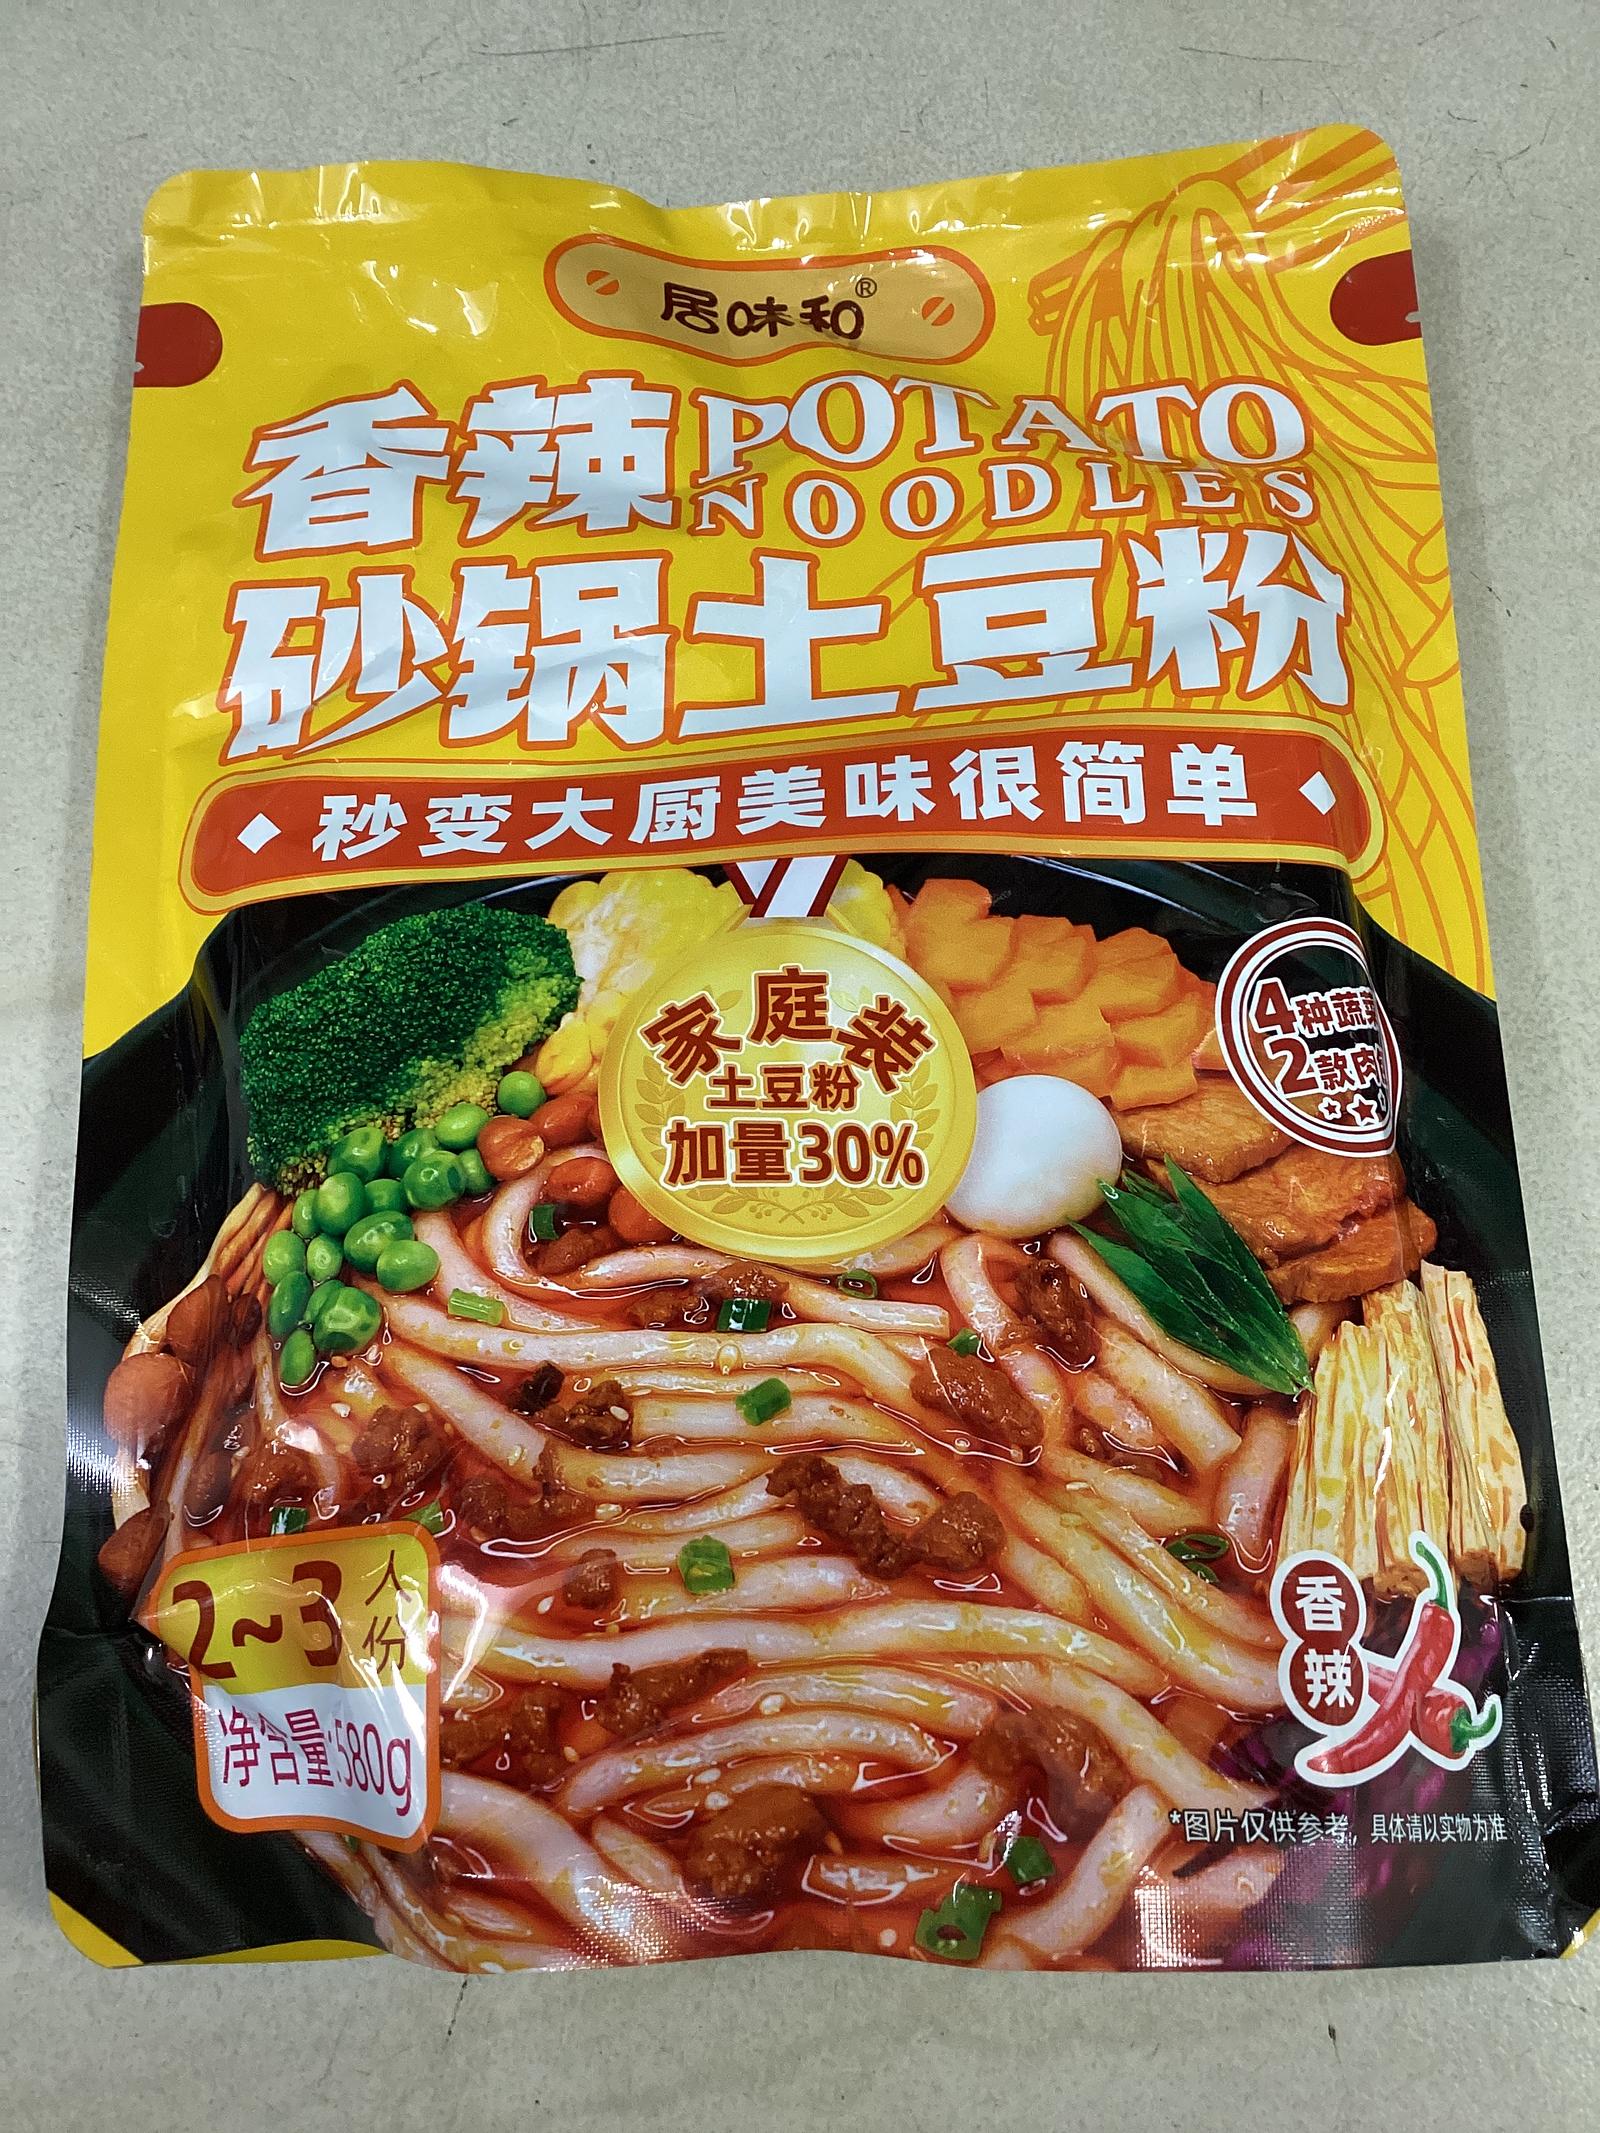 居味和®
香辣 POTATO
NOODLES
砂锅土豆粉
秒变大厨美味很简单
家庭装
土豆粉
加量30%
4种蔬菜
2款肉
2~3人份
净含量:580g
香辣
*图片仅供参考，具体请以实物为准